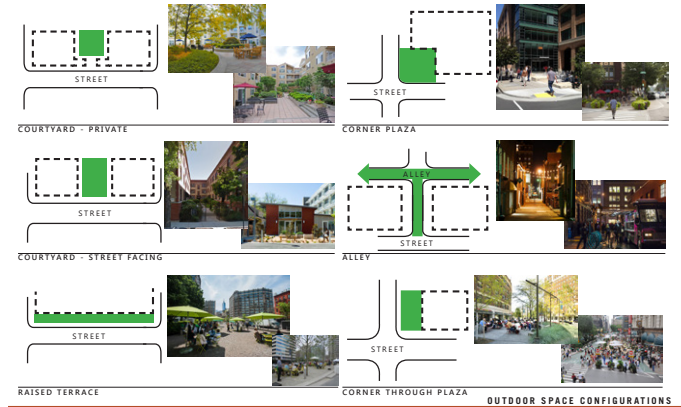 STREET
COURTYARD - PRIVATE
STREET
CORNER PLAZA
STREET
COURTYARD - STREET FACING
ALLEY
STREET
ALLEY
STREET
RAISED TERRACE
STREET
CORNER THROUGH PLAZA
OUTDOOR SPACE CONFIGURATIONS